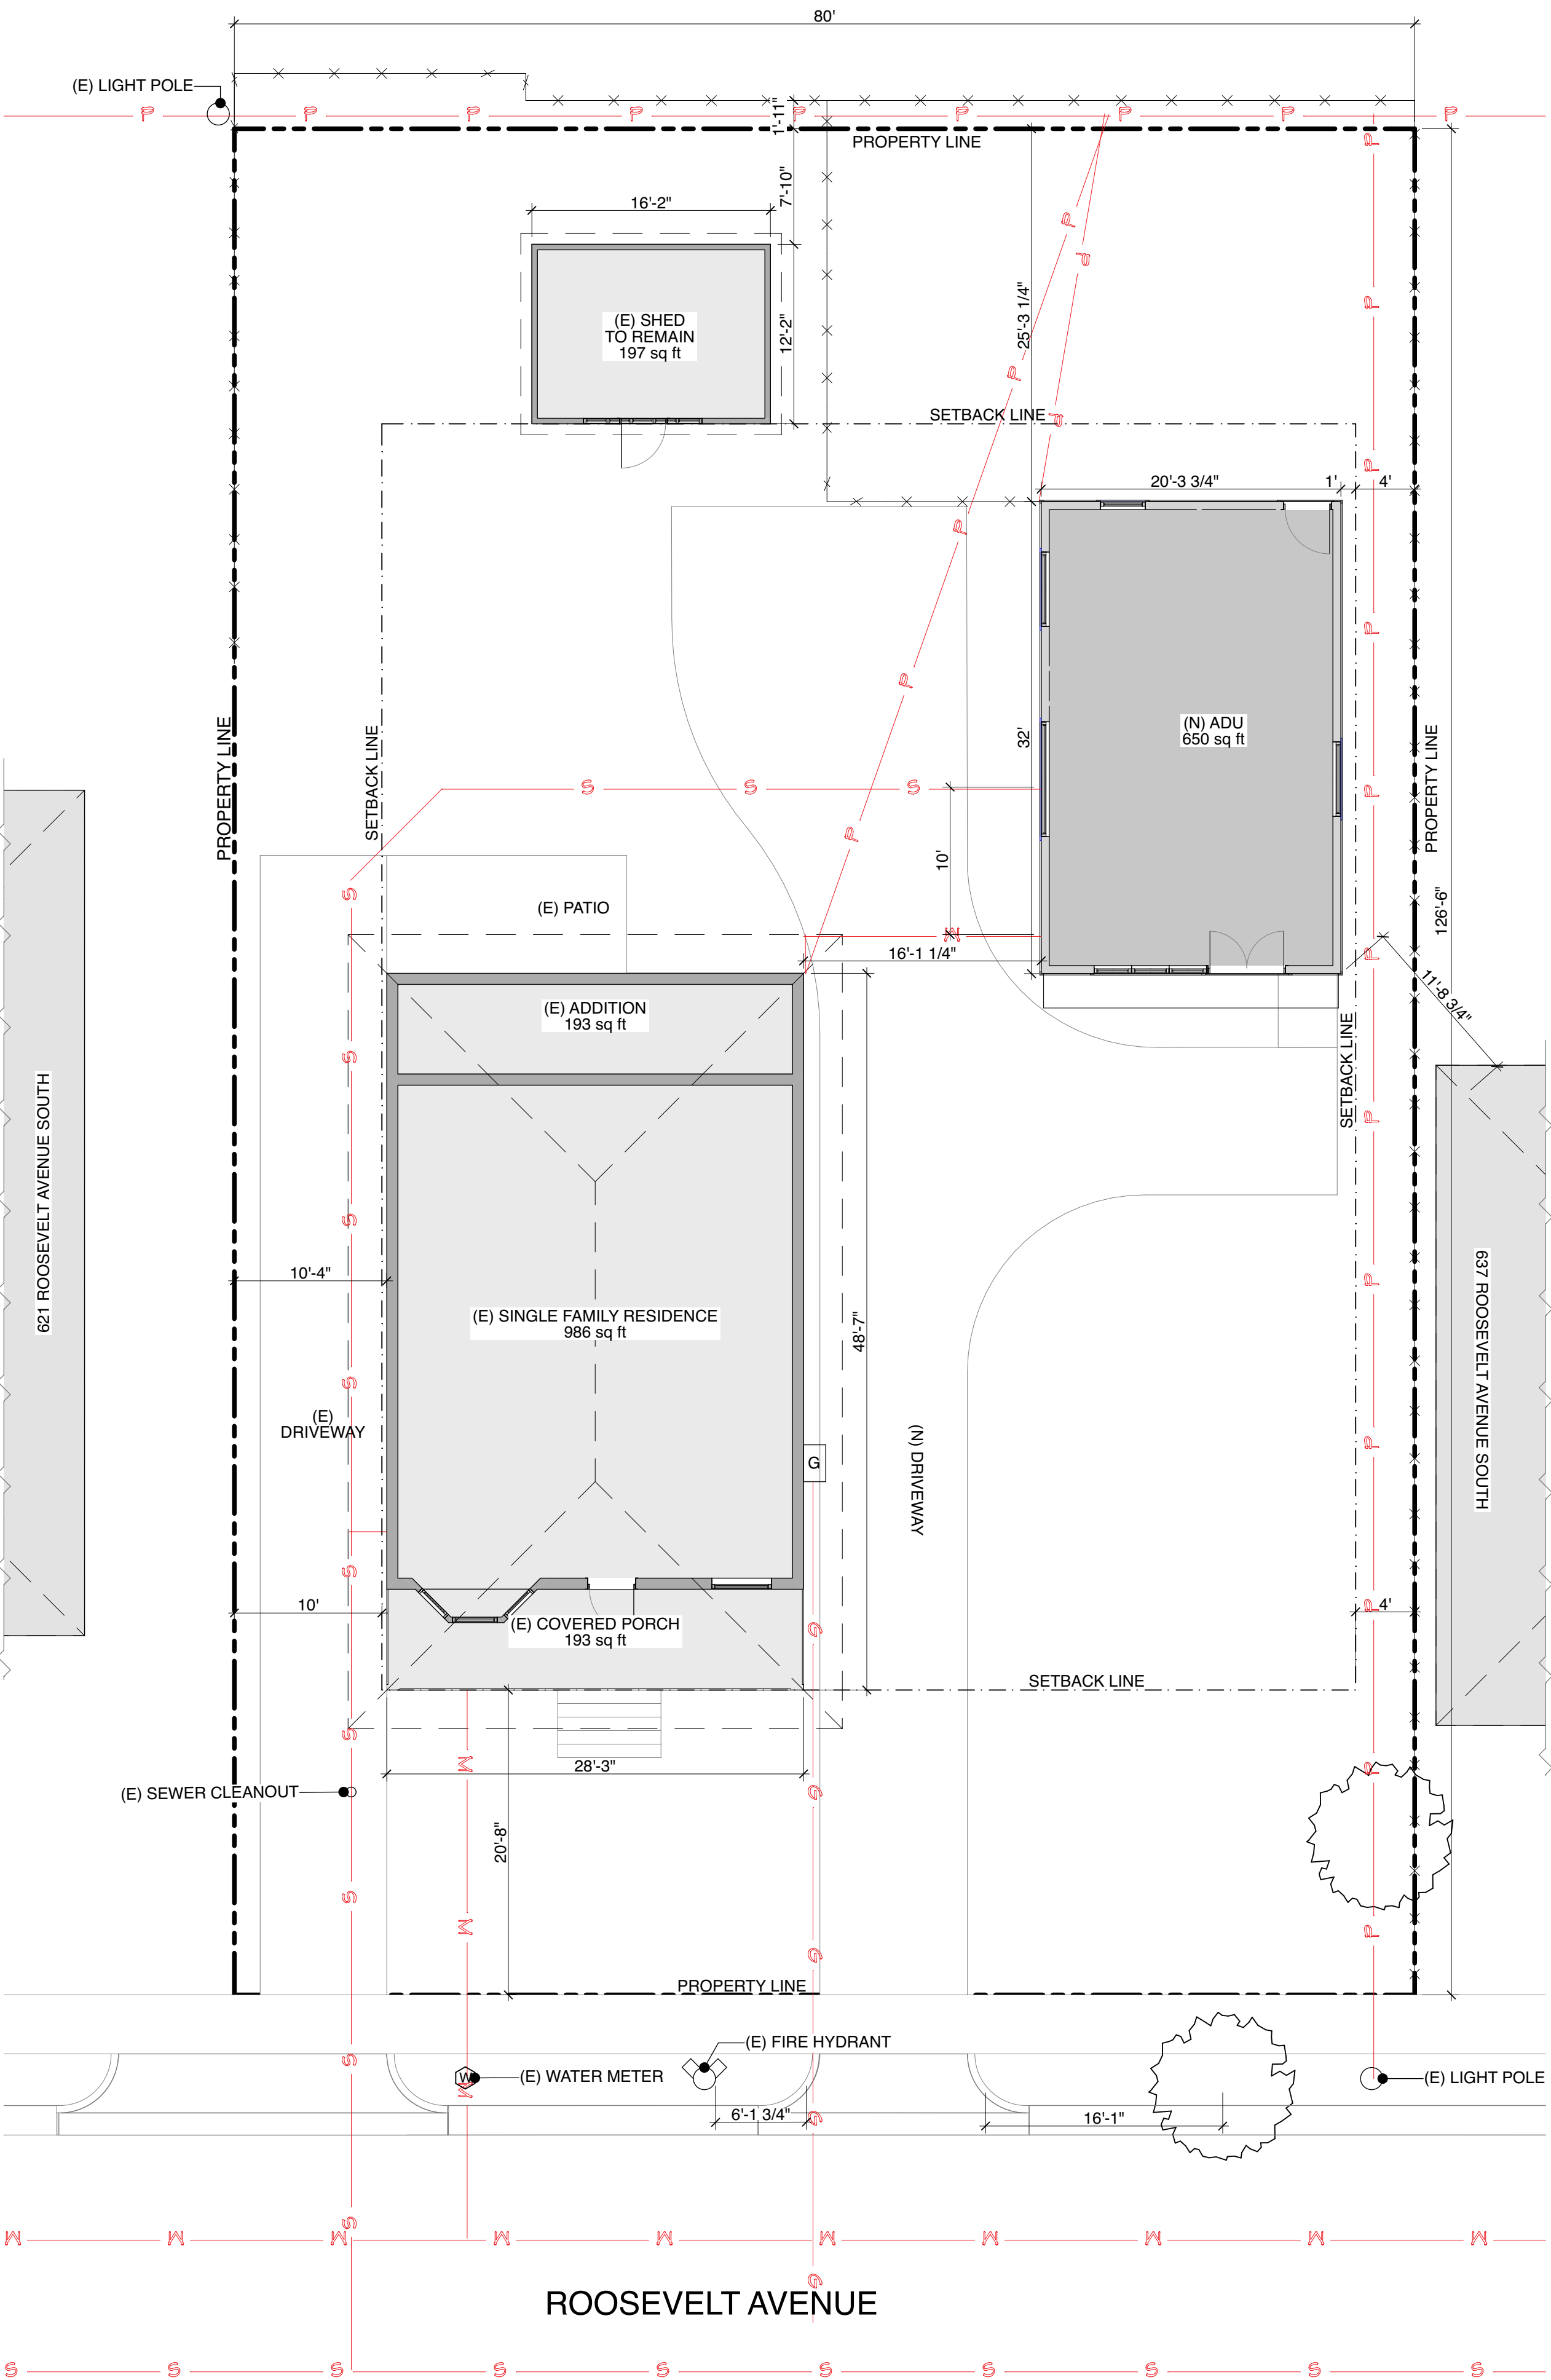 80'
(E) LIGHT POLE
P P P P P P P P P
1'-11"
PROPERTY LINE
7'-10"
16'-2"
P
P
P
P
25'-3 1/4"
(E) SHED
TO REMAIN
197 sq ft
12'-2"
P
P
SETBACK LINE
20'-3 3/4"
1'
4'
P
P
P
P
(N) ADU
650 sq ft
32'
PROPERTY LINE
SETBACK LINE
PROPERTY LINE
S S S
P
P
10'
S
(E) PATIO
126'-6"
W
P
16'-1 1/4"
11'-8 3/4"
(E) ADDITION
193 sq ft
SETBACK LINE
S
P
621 ROOSEVELT AVENUE SOUTH
S
10'-4"
P
(E) SINGLE FAMILY RESIDENCE
986 sq ft
48'-7"
637 ROOSEVELT AVENUE SOUTH
S
(E)
DRIVEWAY
P
G
(N) DRIVEWAY
S
10'
P
4'
(E) COVERED PORCH
193 sq ft
G
SETBACK LINE
S
W
28'-3"
P
(E) SEWER CLEANOUT
G
20'-8"
S
W
P
G
PROPERTY LINE
(E) FIRE HYDRANT
S
W
(E) WATER METER
(E) LIGHT POLE
W
6'-1 3/4"
G
16'-1"
S
W W W W W W W W W W
G
ROOSEVELT AVENUE
S S S S S S S S S S